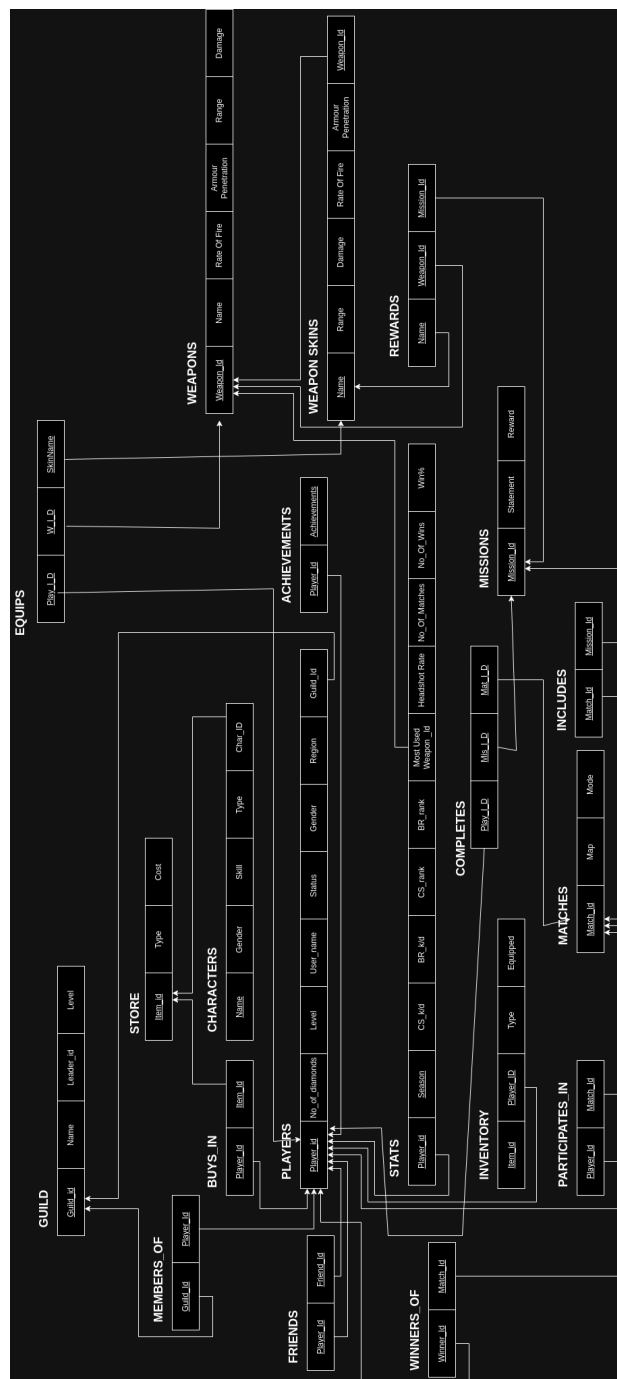 EQUIPS
Play_I_D W_I_D SkinName
GUILD
Guild_id Name Leader_id Level
STORE
Item_id Type Cost
MEMBERS_OF
Guild_Id Player_Id
WEAPONS
Weapon_Id Name Rate Of Fire Armour Penetration Range Damage
BUYS_IN
Player_Id Item_Id
CHARACTERS
Name Gender Skill Type Char_ID
PLAYERS
Player_id No_of_diamonds Level User_name Status Gender Region Guild_Id
ACHIEVEMENTS
Player_Id Achievements
FRIENDS
Player_Id Friend_Id
WEAPON SKINS
Name Range Damage Rate Of Fire Armour Penetration Weapon_Id
STATS
Player_id Season CS_k/d BR_k/d CS_rank BR_rank Most Used Weapon_Id Headshot Rate No_Of_Matches No_Of_Wins Win%
REWARDS
Name Weapon_Id Mission_Id
WINNERS_OF
Winner_Id Match_Id
COMPLETES
Play_I_D Mis_I_D Mat_I_D
INVENTORY
Item_Id Player_ID Type Equipped
MISSIONS
Mission_Id Statement Reward
PARTICIPATES_IN
Player_Id Match_Id
MATCHES
Match_Id Map Mode
INCLUDES
Match_Id Mission_Id